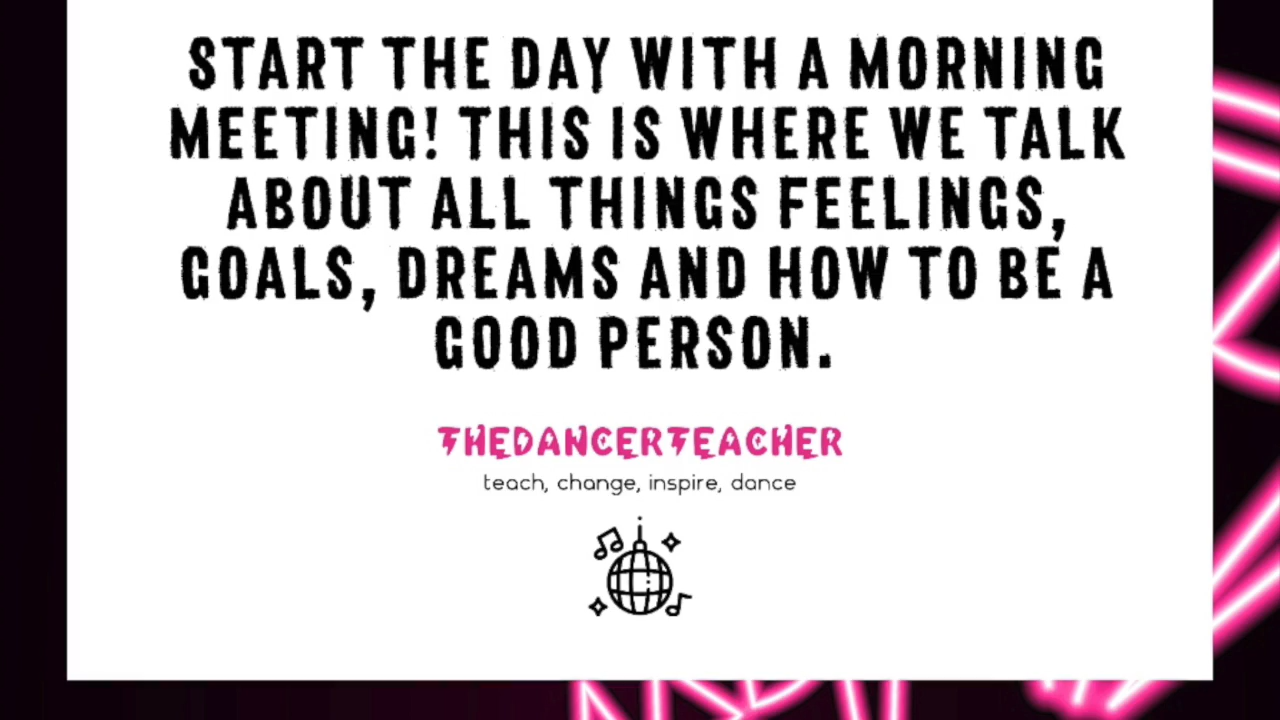 START THE DAY WITH A MORNING
MEETING! THIS IS WHERE WE TALK
ABOUT ALL THINGS FEELINGS,
GOALS, DREAMS AND HOW TO BE A
GOOD PERSON.
THEDANCERTEACHER
teach, change, inspire, dance